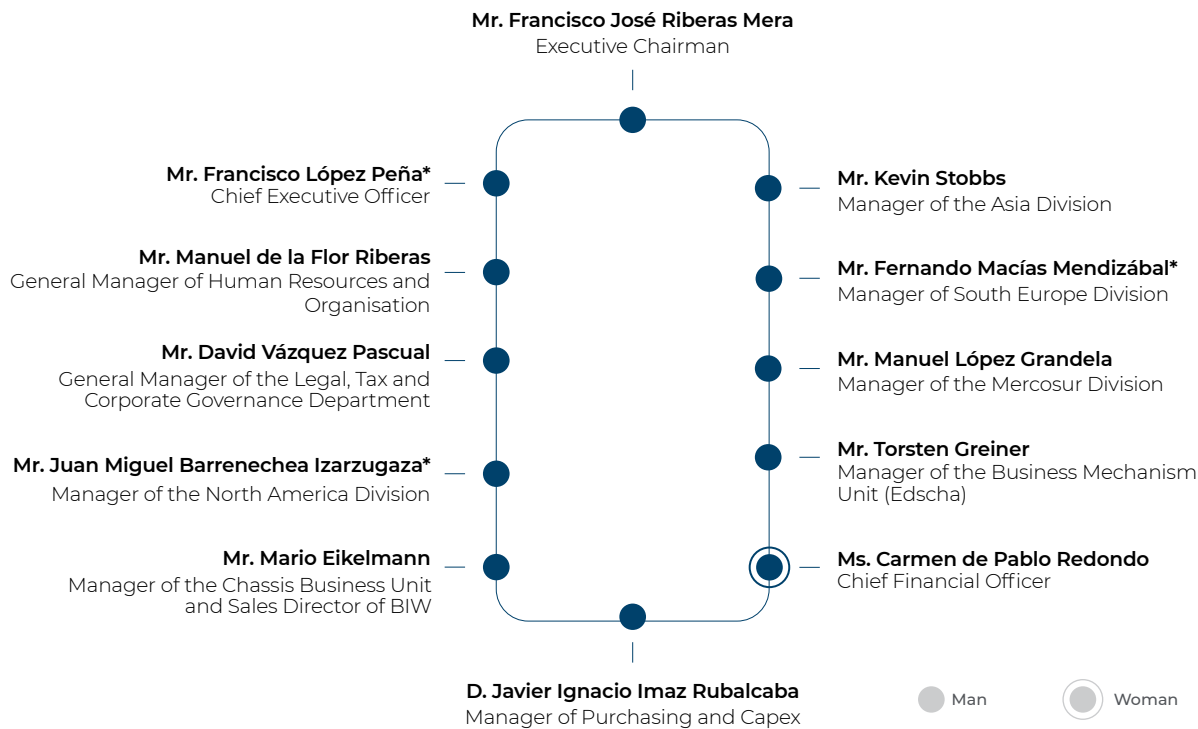 Mr. Francisco José Riberas Mera
Executive Chairman
Mr. Francisco López Peña*
Chief Executive Officer
Mr. Manuel de la Flor Riberas
General Manager of Human Resources and
Organisation
Mr. David Vázquez Pascual
General Manager of the Legal, Tax and
Corporate Governance Department
Mr. Juan Miguel Barrenechea Izarzugaza*
Manager of the North America Division
Mr. Mario Eikelmann
Manager of the Chassis Business Unit
and Sales Director of BIW
Mr. Kevin Stobbs
Manager of the Asia Division
Mr. Fernando Macías Mendizábal*
Manager of South Europe Division
Mr. Manuel López Grandela
Manager of the Mercosur Division
Mr. Torsten Greiner
Manager of the Business Mechanism
Unit (Edscha)
Ms. Carmen de Pablo Redondo
Chief Financial Officer
D. Javier Ignacio Imaz Rubalcaba
Manager of Purchasing and Capex
Man
Woman